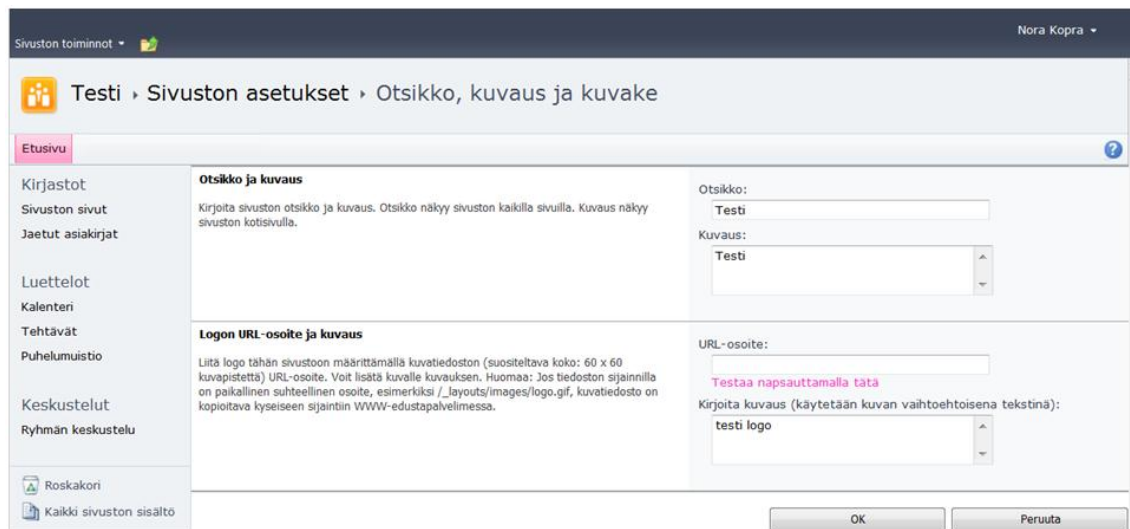 Nora Kopra
Sivuston toiminnot
Testi › Sivuston asetukset › Otsikko, kuvaus ja kuvake
Etusivu
Kirjastot
Sivuston sivut
Jaetut asiakirjat
Luettelot
Kalenteri
Tehtävät
Puhelumuistio
Keskustelut
Ryhmän keskustelu
Roskakori
Kaikki sivuston sisältö
Otsikko ja kuvaus
Kirjoita sivuston otsikko ja kuvaus. Otsikko näkyy sivuston kaikilla sivuilla. Kuvaus näkyy
sivuston kotisivulla.
Otsikko:
Testi
Kuvaus:
Testi
Logon URL-osoite ja kuvaus
Liitä logo tähän sivustoon määrittämällä kuvatiedoston (suositeltava koko: 60 x 60
kuvapistettä) URL-osoite. Voit lisätä kuvalle kuvauksen. Huomaa: Jos tiedoston sijainnilla
on paikallinen suhteellinen osoite, esimerkiksi /_layouts/images/logo.gif, kuvatiedosto on
kopioitava kyseiseen sijaintiin WWW-edustapalvelimessa.
URL-osoite:
Testaa napsauttamalla tätä
Kirjoita kuvaus (käytetään kuvan vaihtoehtoisena tekstinä):
testi logo
OK
Peruuta